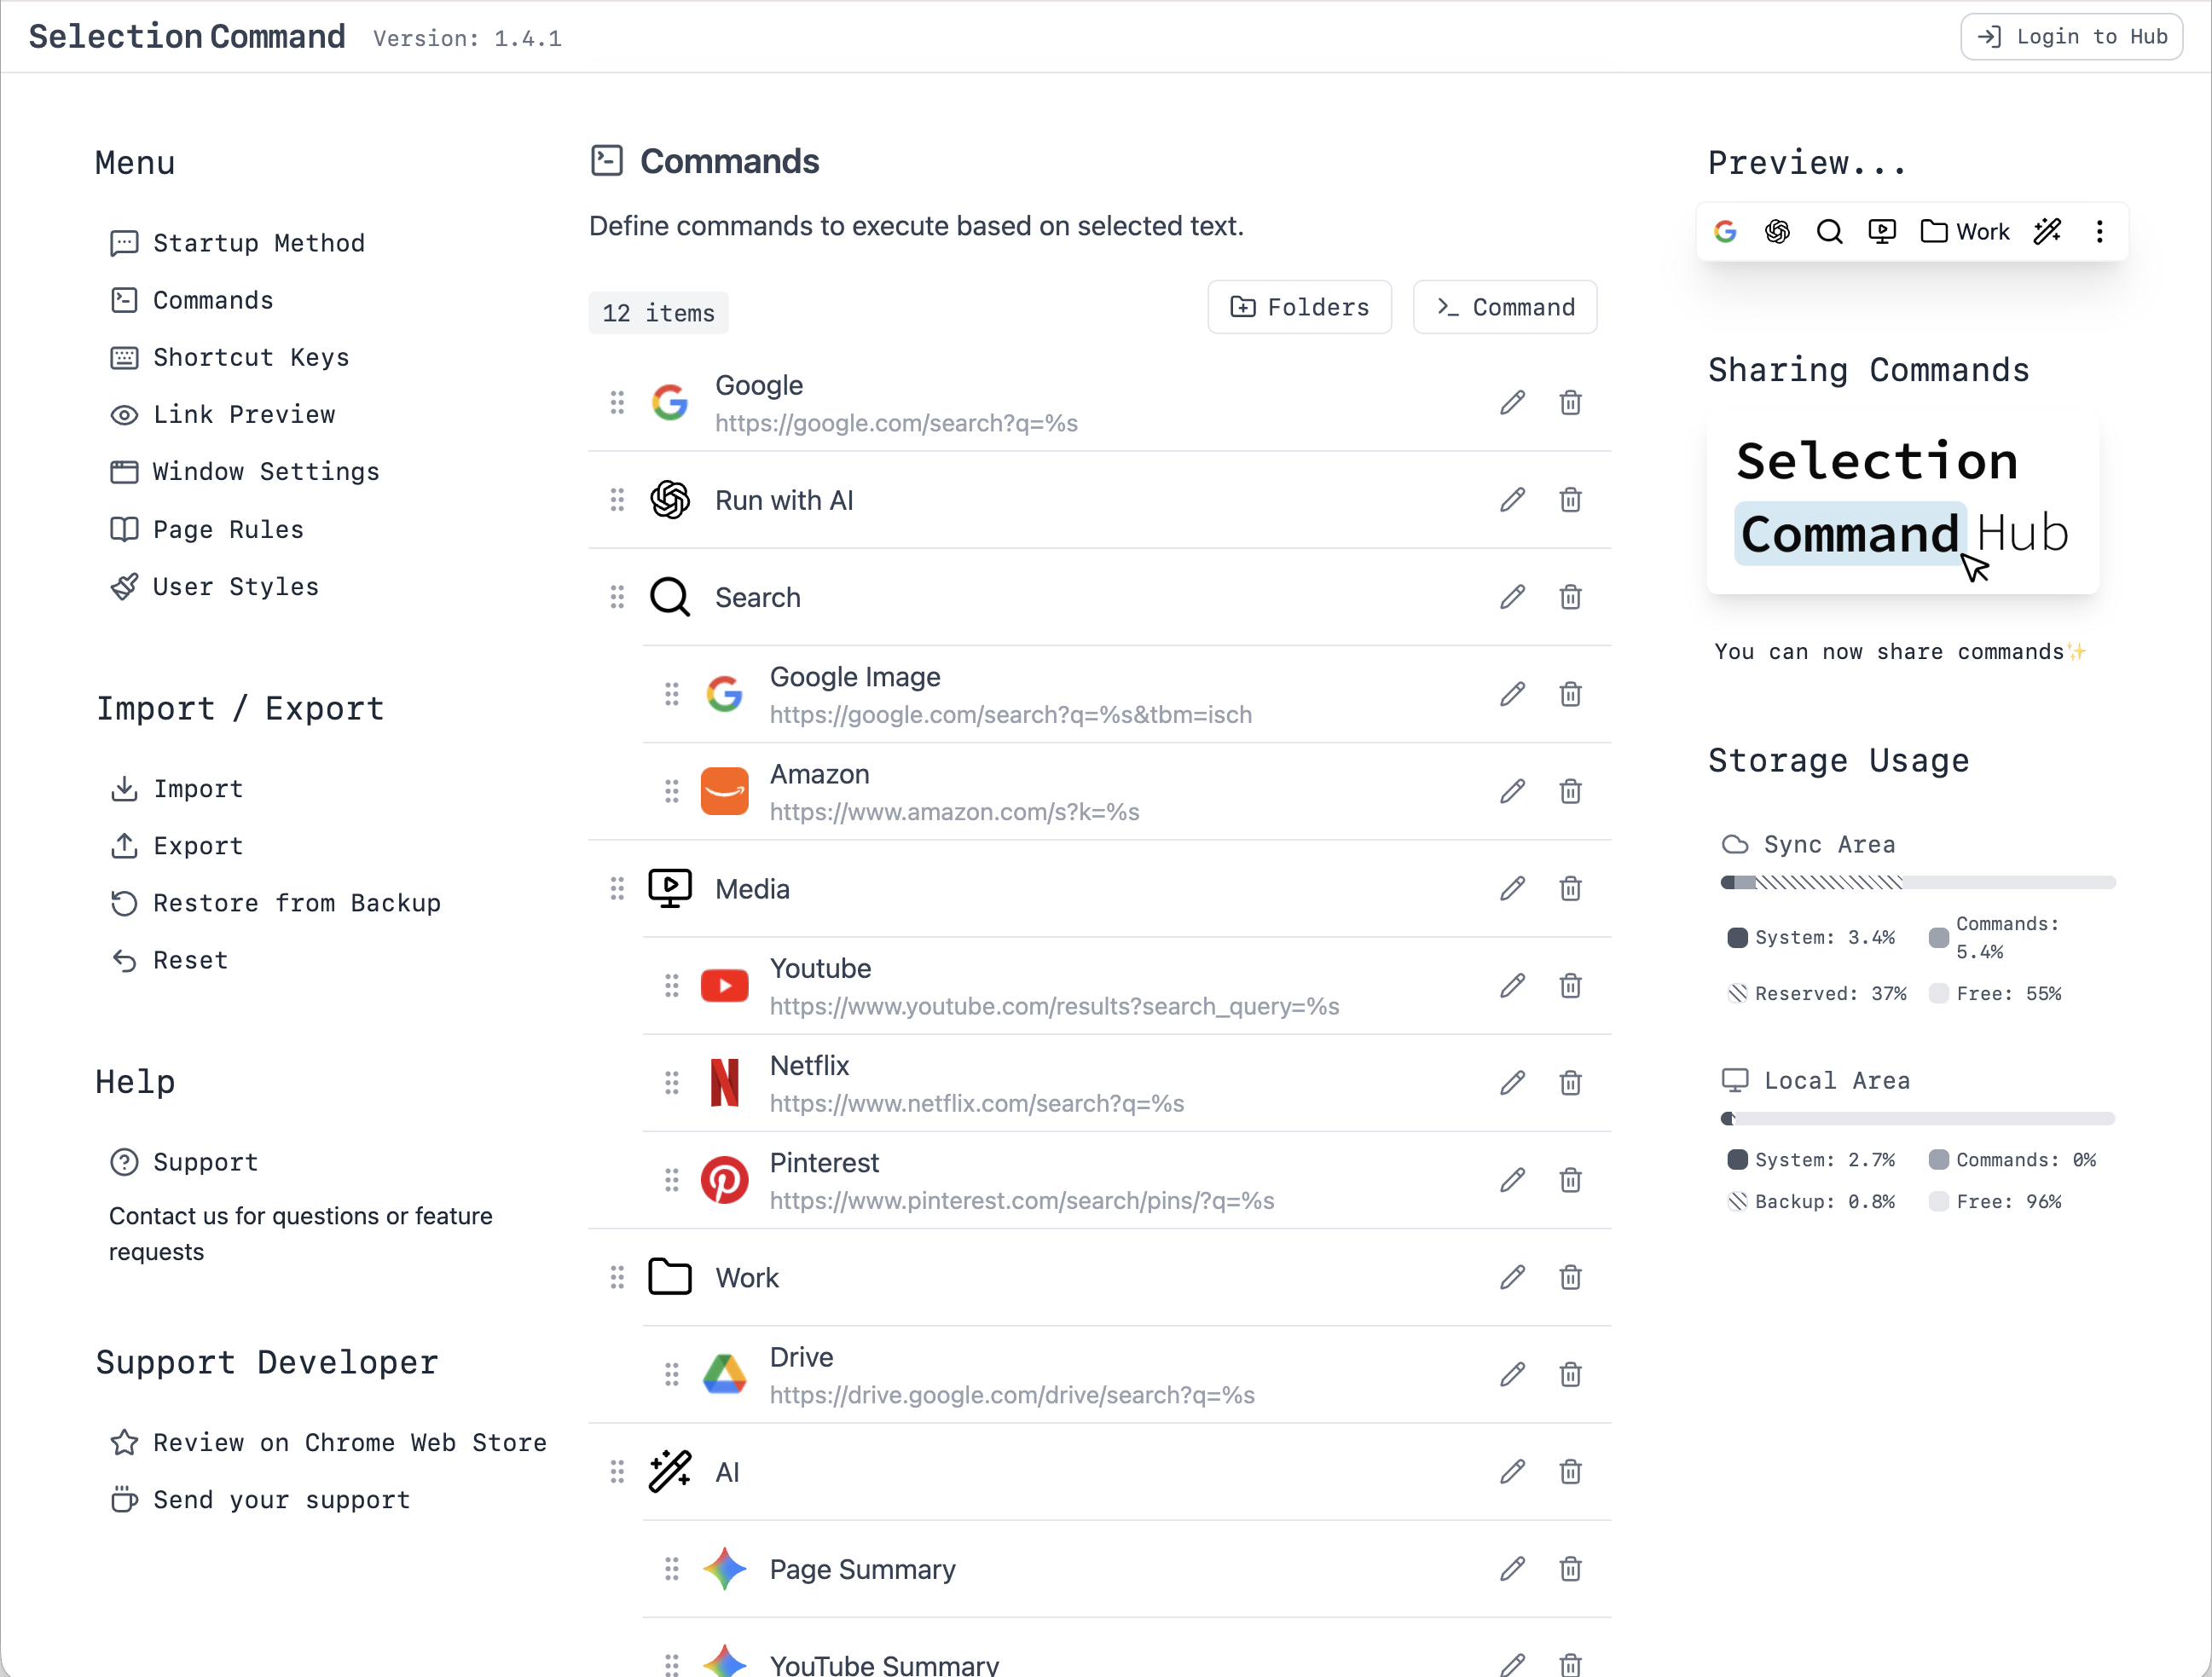 Selection Command Version: 1.4.1
Login to Hub
Menu
Startup Method
Commands
Shortcut Keys
Link Preview
Window Settings
Page Rules
User Styles
Import / Export
Import
Export
Restore from Backup
Reset
Help
Support
Contact us for questions or feature
requests
Support Developer
Review on Chrome Web Store
Send your support
Commands
Define commands to execute based on selected text.
12 items
Folders
Command
Google
https://google.com/search?q=%s
Run with AI
Search
Google Image
https://google.com/search?q=%s&tbm=isch
Amazon
https://www.amazon.com/s?k=%s
Media
Youtube
https://www.youtube.com/results?search_query=%s
Netflix
https://www.netflix.com/search?q=%s
Pinterest
https://www.pinterest.com/search/pins/?q=%s
Work
Drive
https://drive.google.com/drive/search?q=%s
AI
Page Summary
YouTube Summary
Preview...
Work
Sharing Commands
Selection
Command Hub
You can now share commands✨
Storage Usage
Sync Area
System: 3.4%
Commands:
5.4%
Reserved: 37%
Free: 55%
Local Area
System: 2.7%
Commands: 0%
Backup: 0.8%
Free: 96%